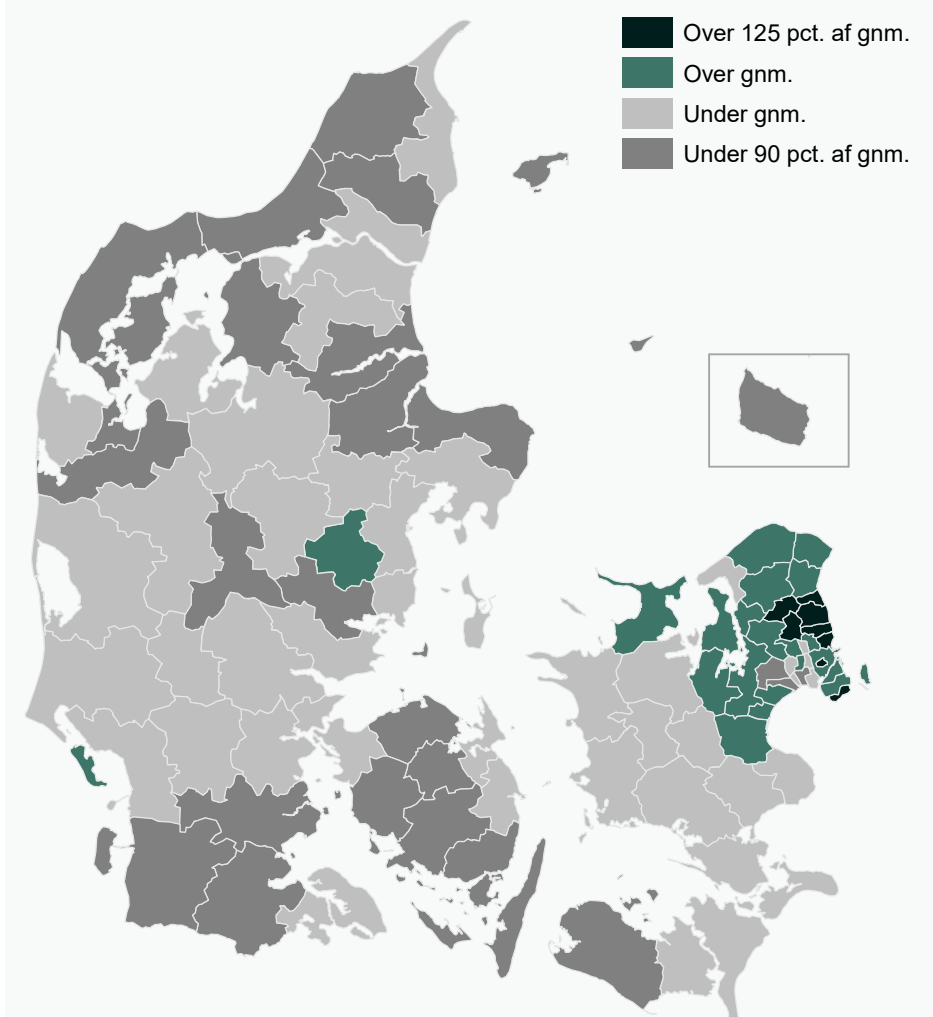 Over 125 pct. af gnm.
Over gnm.
Under gnm.
Under 90 pct. af gnm.